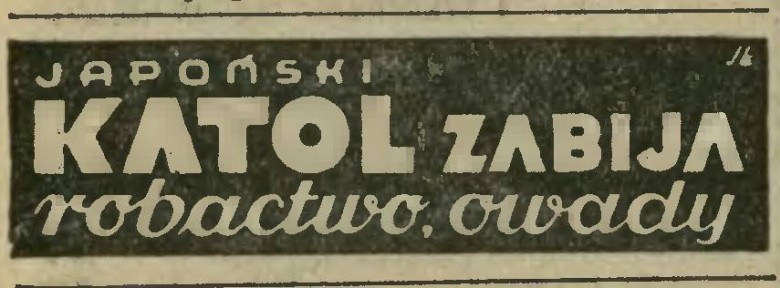 JAPOŃSKI
KATOL ZABIJA
robactwo, owady